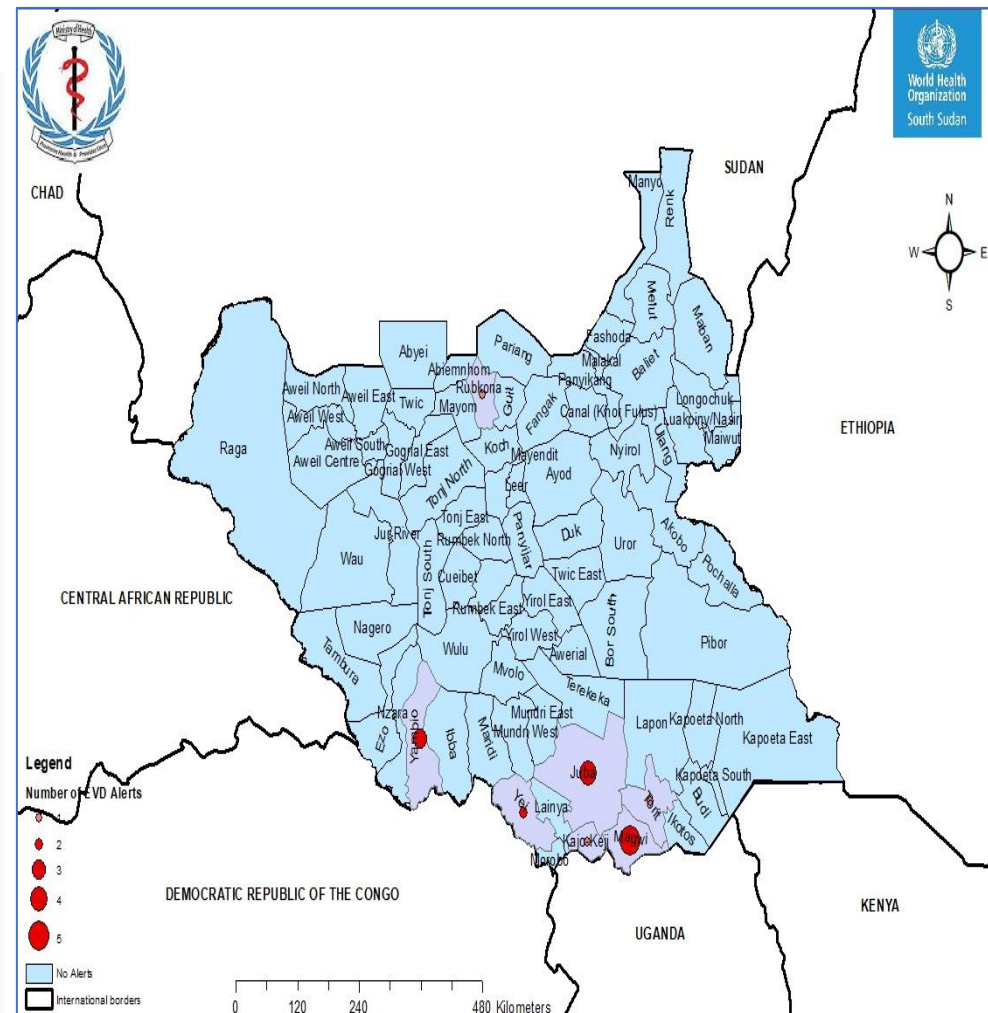 Ministry of Health
World Health
Organization
South Sudan
SUDAN
CHAD
N
W
E
S
Manyo
Renk
Melut
Maban
Fashoda
Malakal
Baliet
Pariang
Panyikang
Abyei
Abiemnhom
Rubkona
Guit
Fangak
Canal (Khor Fulus)
Longochuk
Luakpiny/Nasir
Maiwut
Ulang
Nyirol
Aweil North
Aweil East
Twic
Mayom
Aweil West
Aweil South
Aweil Centre
Gogrial East
Gogrial West
Koch
Mayendit
Leer
Ayod
ETHIOPIA
Raga
Tonj North
Tonj East
Jur River
Wau
Tonj South
Rumbek North
Cueibet
Panyijar
Duk
Uror
Akobo
Pochalla
Twic East
CENTRAL AFRICAN REPUBLIC
Nagero
Rumbek East
Yirol East
Yirol West
Bor South
Pibor
Tambura
Wulu
Awerial
Mvolo
Terekeka
Nzara
Ezo
Yambio
Ibba
Maridi
Mundri East
Mundri West
Lapon
Kapoeta North
Kapoeta East
Kapoeta South
Budi
Juba
Torit
Ikotos
Yei
Lainya
Kajo-Keji
Magwi
Morobo
DEMOCRATIC REPUBLIC OF THE CONGO
UGANDA
KENYA
Legend
Number of EVD Alerts
1
2
3
4
5
No Alerts
International borders
0 120 240 480 Kilometers